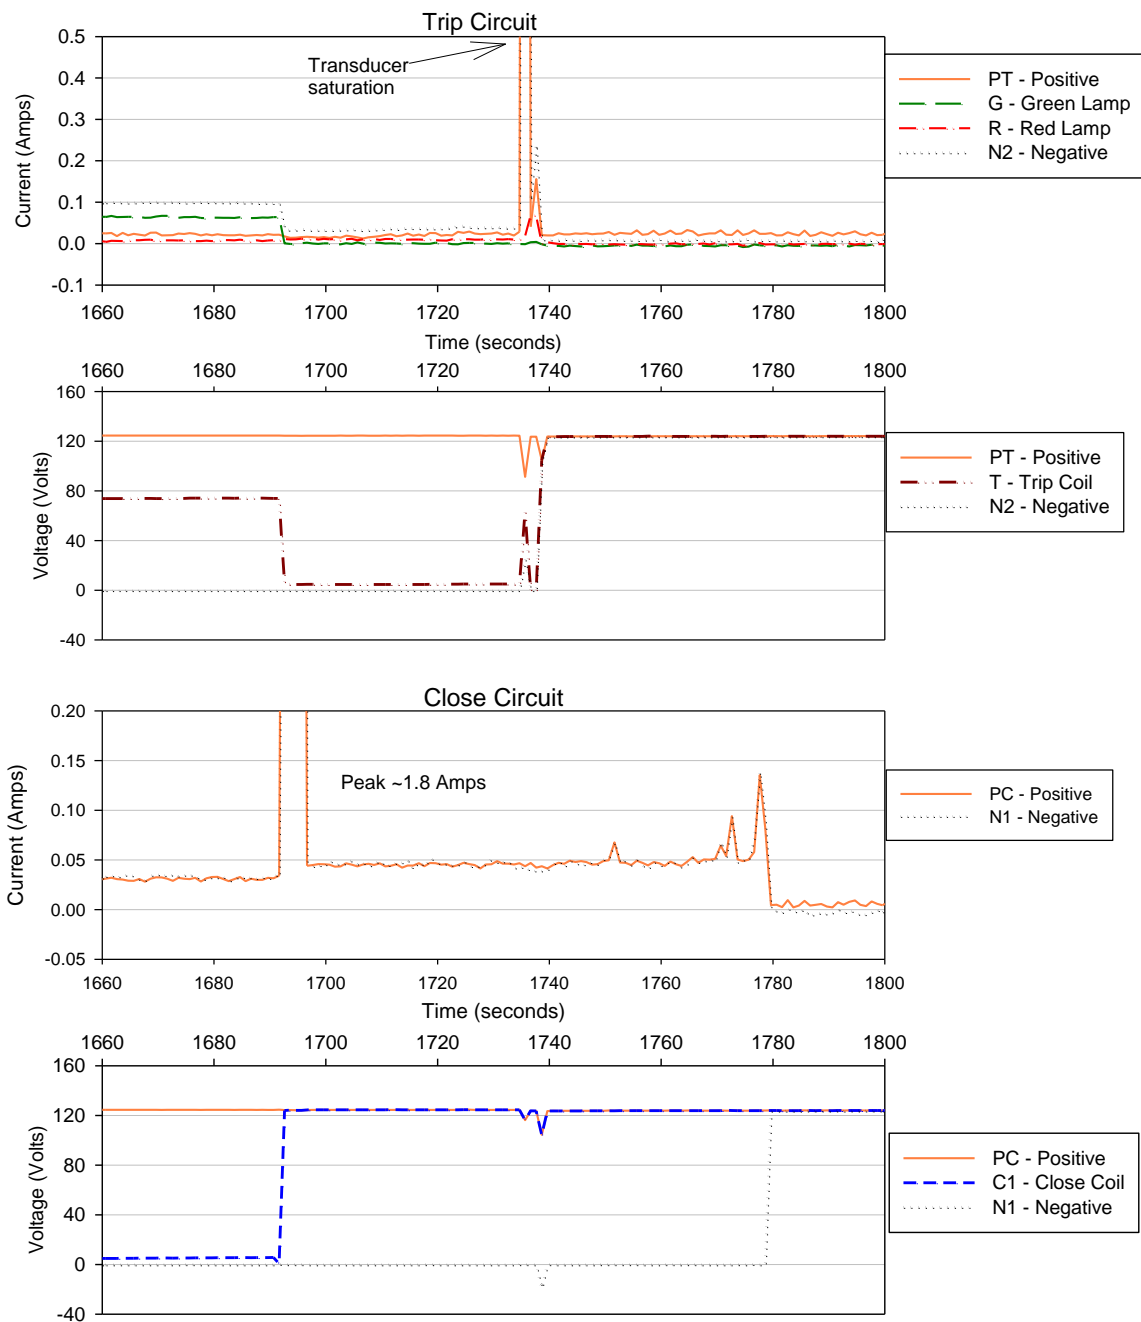 Trip Circuit
0.5
0.4
0.3
0.2
0.1
0.0
-0.1
Current (Amps)
Transducer
saturation
PT - Positive
G - Green Lamp
R - Red Lamp
N2 - Negative
1660 1680 1700 1720 1740 1760 1780 1800
Time (seconds)
1660 1680 1700 1720 1740 1760 1780 1800
160
120
80
40
0
-40
Voltage (Volts)
PT - Positive
T - Trip Coil
N2 - Negative
Close Circuit
0.20
0.15
0.10
0.05
0.00
-0.05
Current (Amps)
Peak ~1.8 Amps
PC - Positive
N1 - Negative
1660 1680 1700 1720 1740 1760 1780 1800
Time (seconds)
1660 1680 1700 1720 1740 1760 1780 1800
160
120
80
40
0
-40
Voltage (Volts)
PC - Positive
C1 - Close Coil
N1 - Negative